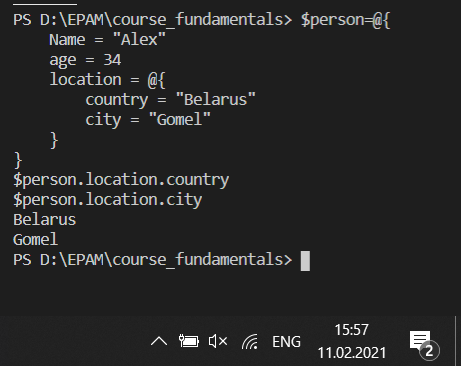 PS D:\EPAM\course_fundamentals> $person=@{
    Name = "Alex"
    age = 34
    location = @{
        country = "Belarus"
        city = "Gomel"
    }
}
$person.location.country
$person.location.city
Belarus
Gomel
PS D:\EPAM\course_fundamentals>
ENG
15:57
11.02.2021
2